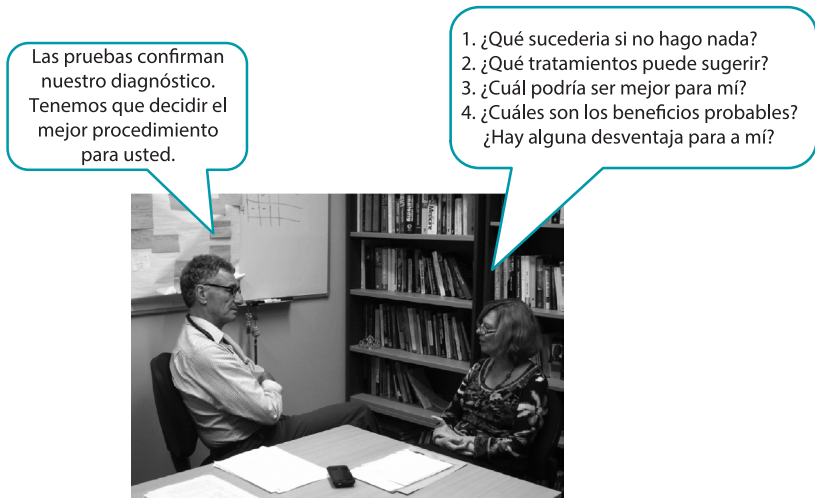 Las pruebas confirman
nuestro diagnóstico.
Tenemos que decidir el
mejor procedimiento
para usted.
1. ¿Qué sucederia si no hago nada?
2. ¿Qué tratamientos puede sugerir?
3. ¿Cuál podría ser mejor para mí?
4. ¿Cuáles son los beneficios probables?
¿Hay alguna desventaja para a mí?